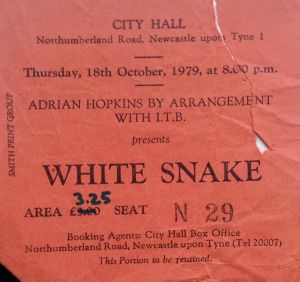 CITY HALL
Northumberland Road, Newcastle upon Tyne 1
Thursday, 18th October, 1979, at 8.00 p.m.
ADRIAN HOPKINS BY ARRANGEMENT
WITH I.T.B.
presents
WHITE SNAKE
3.25
AREA £3.00 SEAT N 29
Booking Agents: City Hall Box Office
Northumberland Road, Newcastle upon Tyne (Tel 20007)
This Portion to be retained.
SMITH PRINT GROUP